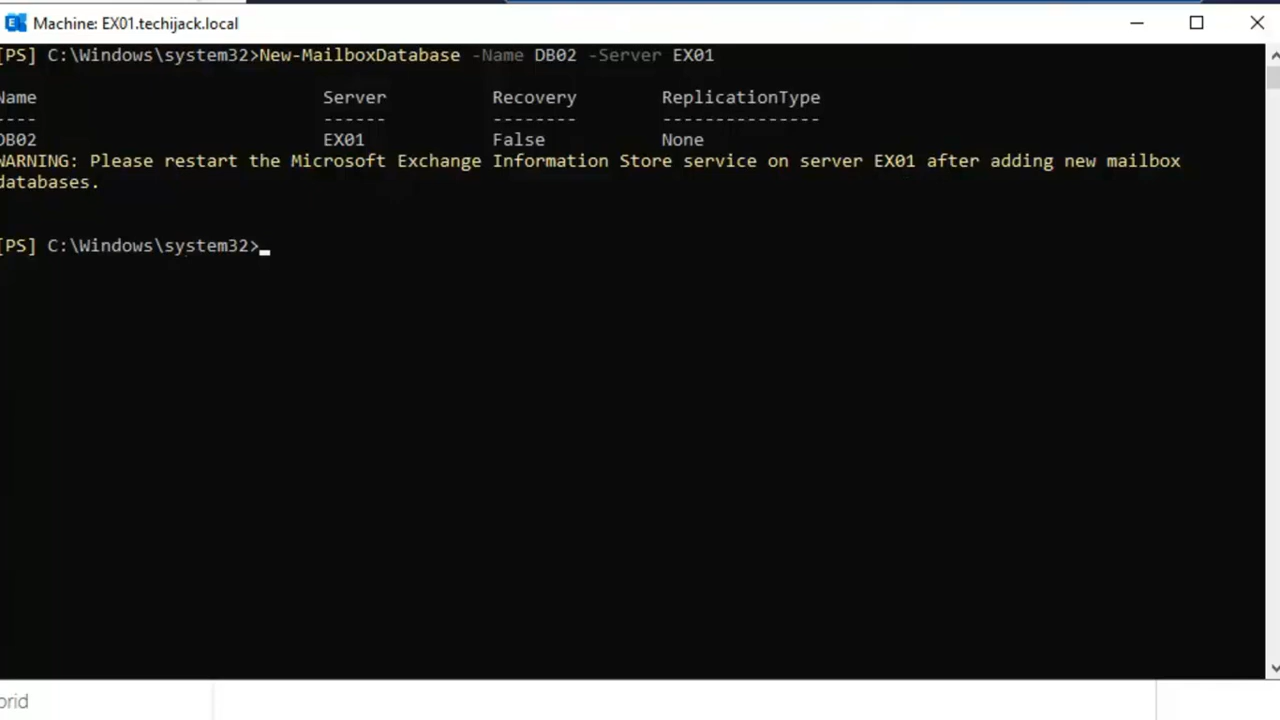 Machine: EX01.techijack.local
[PS] C:\Windows\system32>New-MailboxDatabase -Name DB02 -Server EX01
Name Server Recovery ReplicationType
---- ------ -------- ---------------
DB02 EX01 False None
WARNING: Please restart the Microsoft Exchange Information Store service on server EX01 after adding new mailbox
databases.
[PS] C:\Windows\system32>
orid